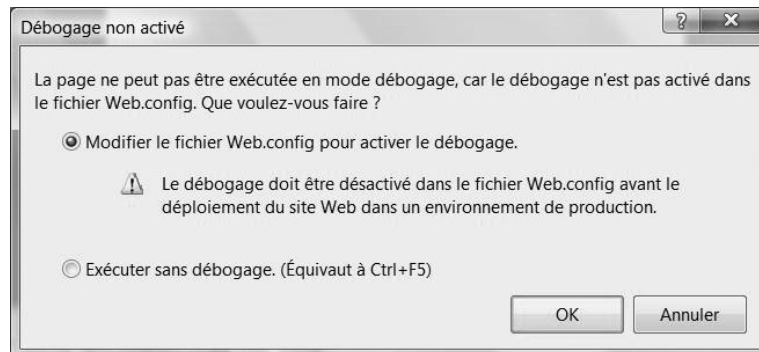 Débogage non activé
La page ne peut pas être exécutée en mode débogage, car le débogage n'est pas activé dans
le fichier Web.config. Que voulez-vous faire ?
Modifier le fichier Web.config pour activer le débogage.
Le débogage doit être désactivé dans le fichier Web.config avant le
déploiement du site Web dans un environnement de production.
Exécuter sans débogage. (Équivaut à Ctrl+F5)
OK Annuler